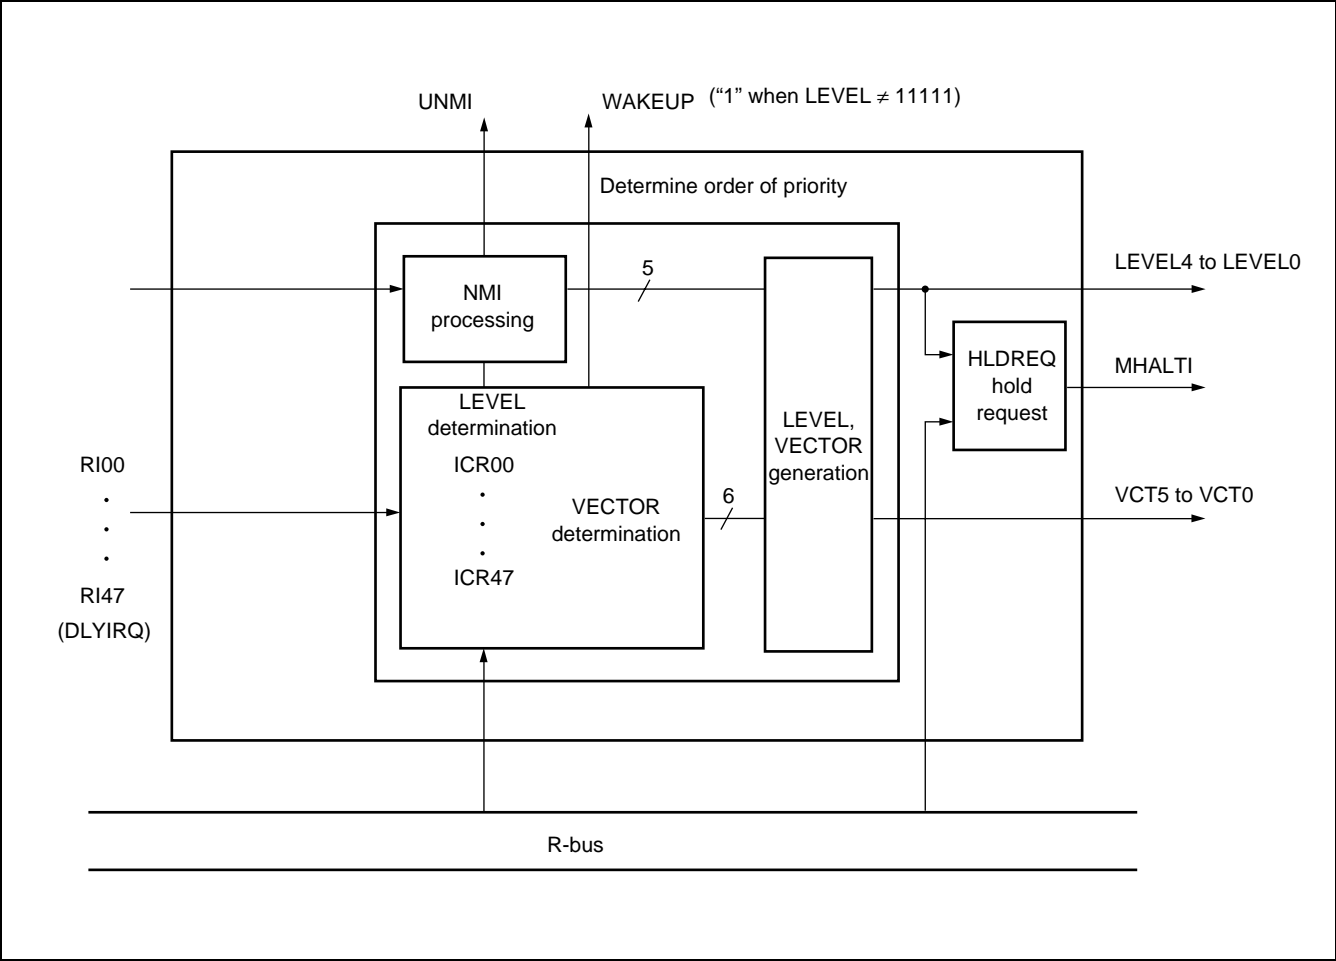 UNMI
WAKEUP (“1” when LEVEL ≠ 11111)
Determine order of priority
5
NMI
processing
LEVEL4 to LEVEL0
HLDREQ
hold
request
MHALTI
LEVEL
determination
ICR00
.
.
.
ICR47
VECTOR
determination
6
LEVEL,
VECTOR
generation
VCT5 to VCT0
RI00
.
.
.
RI47
(DLYIRQ)
R-bus